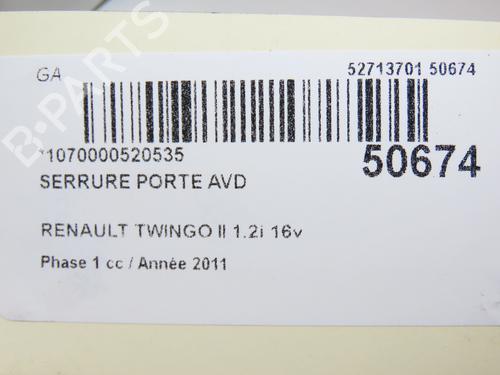 B-PARTS
GA
52713701 50674
*1070000520535
50674
SERRURE PORTE AVD
RENAULT TWINGO II 1.2i 16v
Phase 1 cc / Année 2011